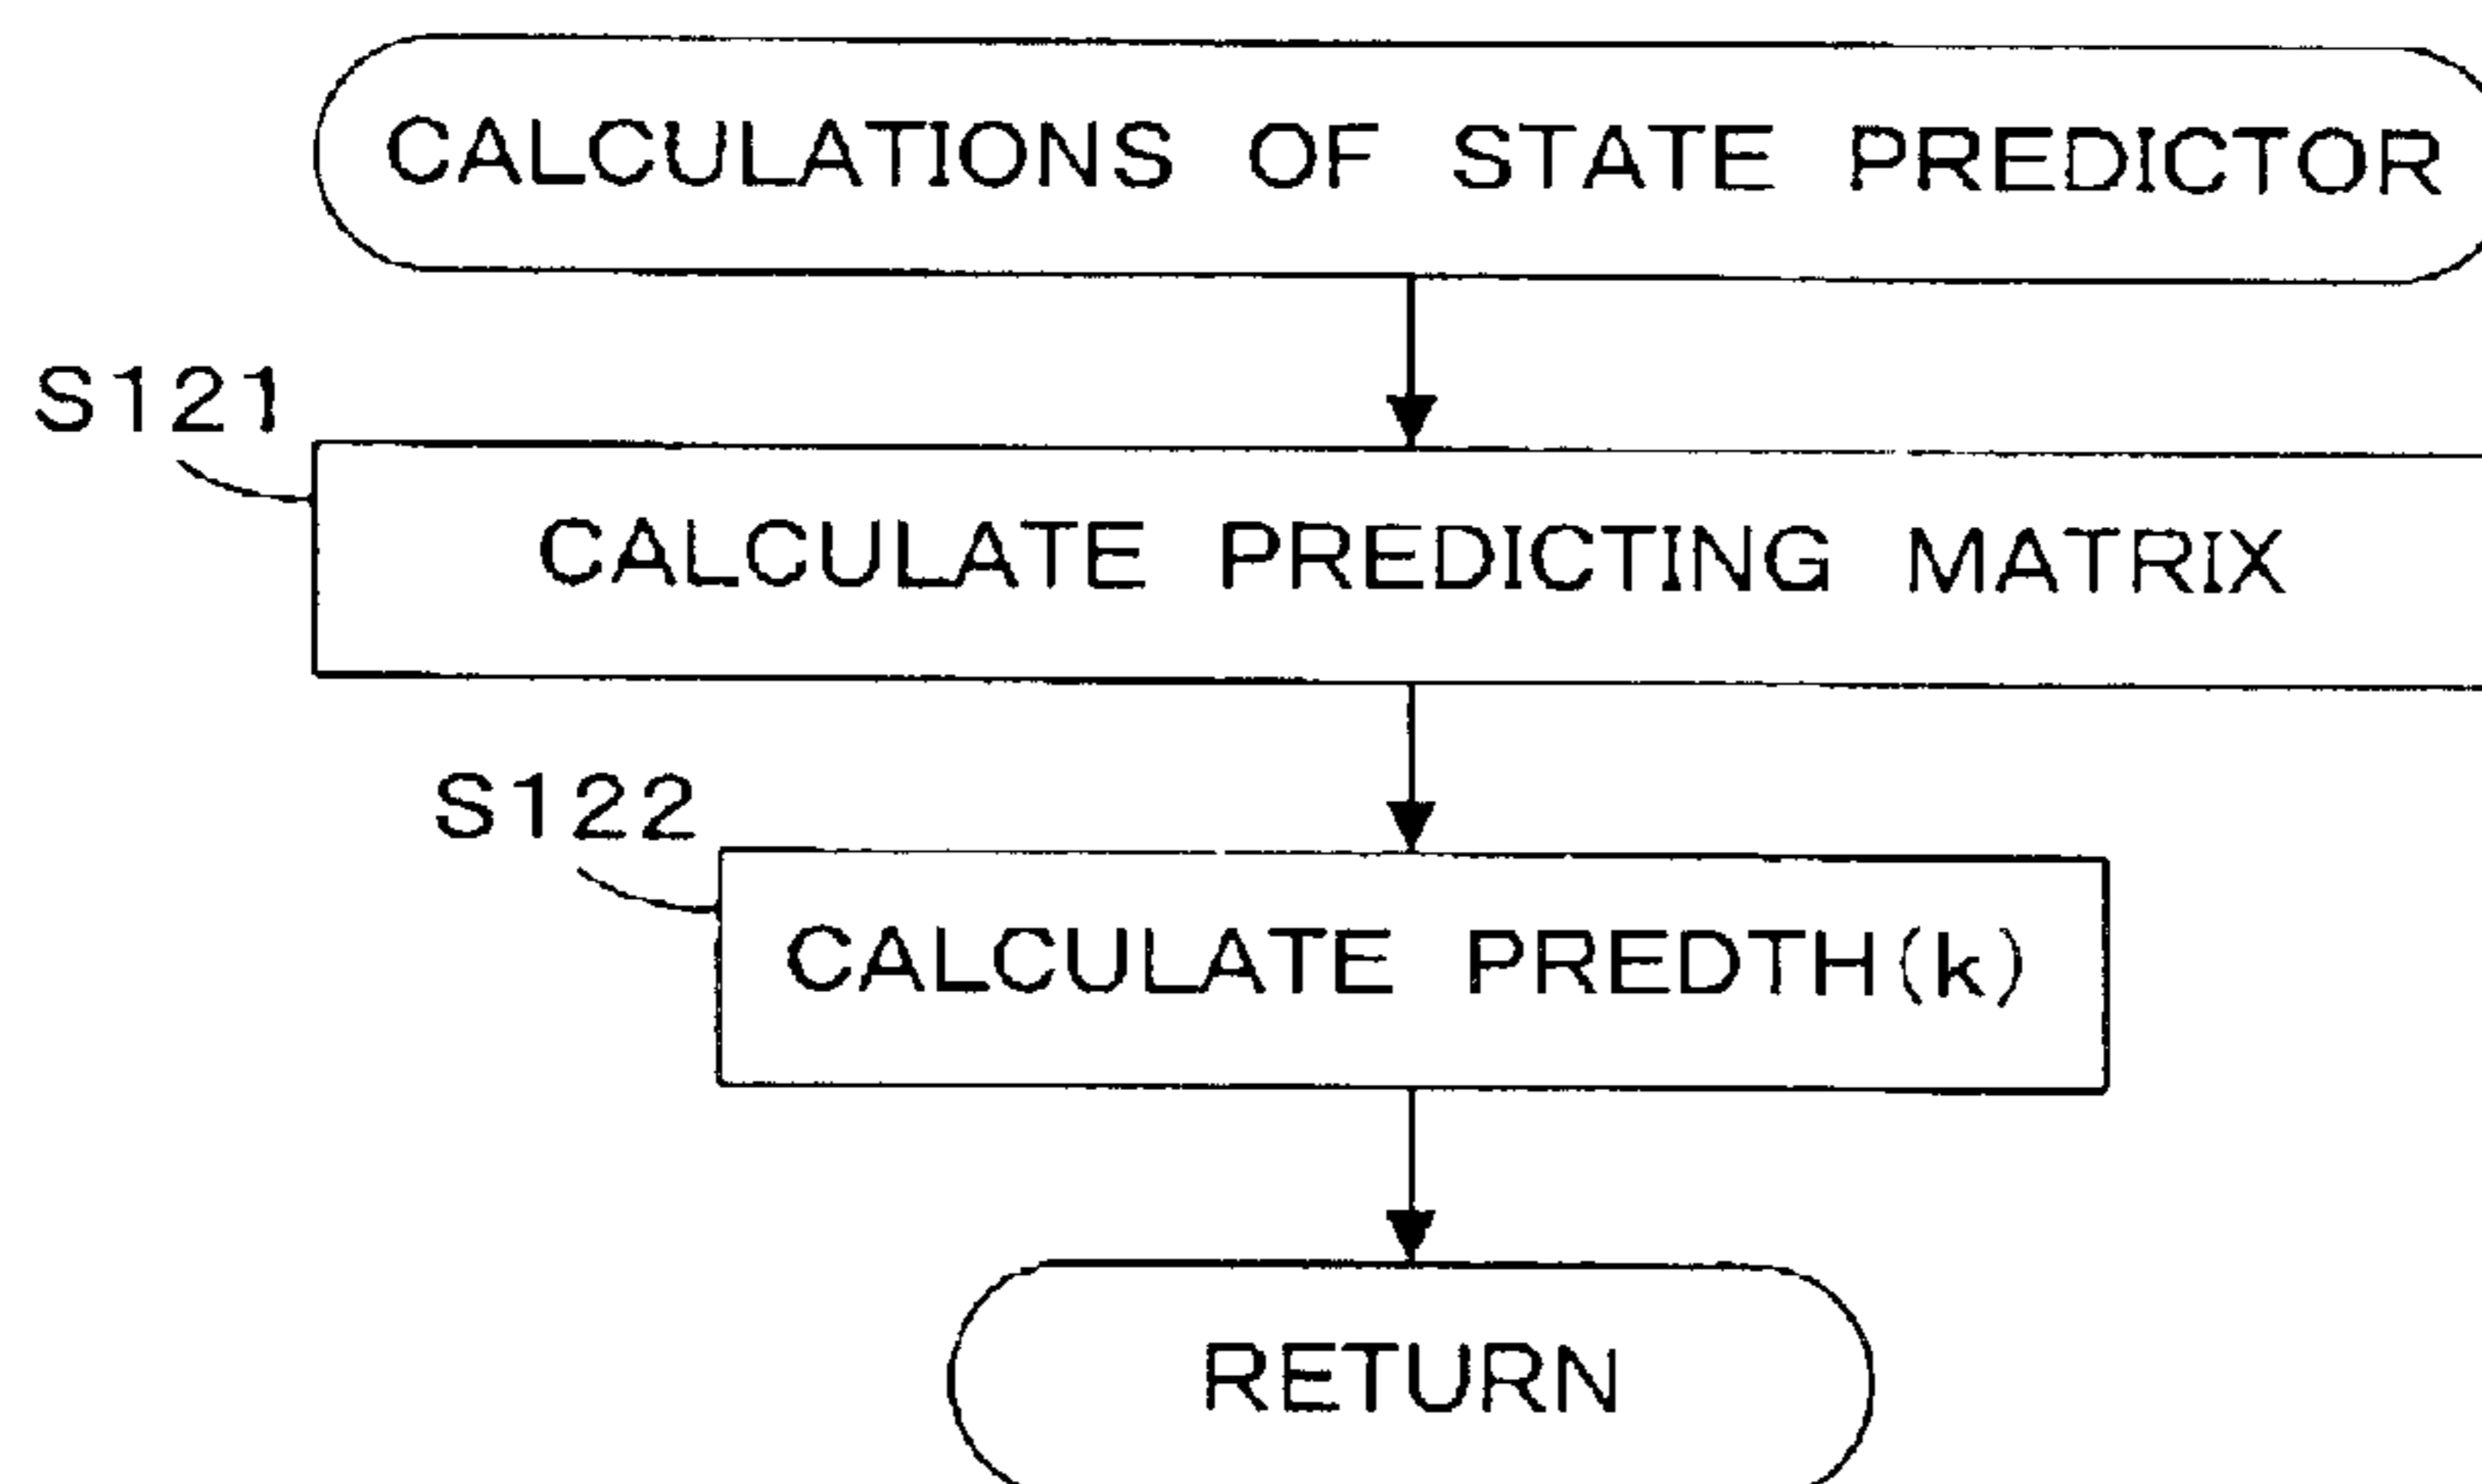 CALCULATIONS OF STATE PREDICTOR
S121
CALCULATE PREDICTING MATRIX
S122
CALCULATE PREDTH(k)
RETURN